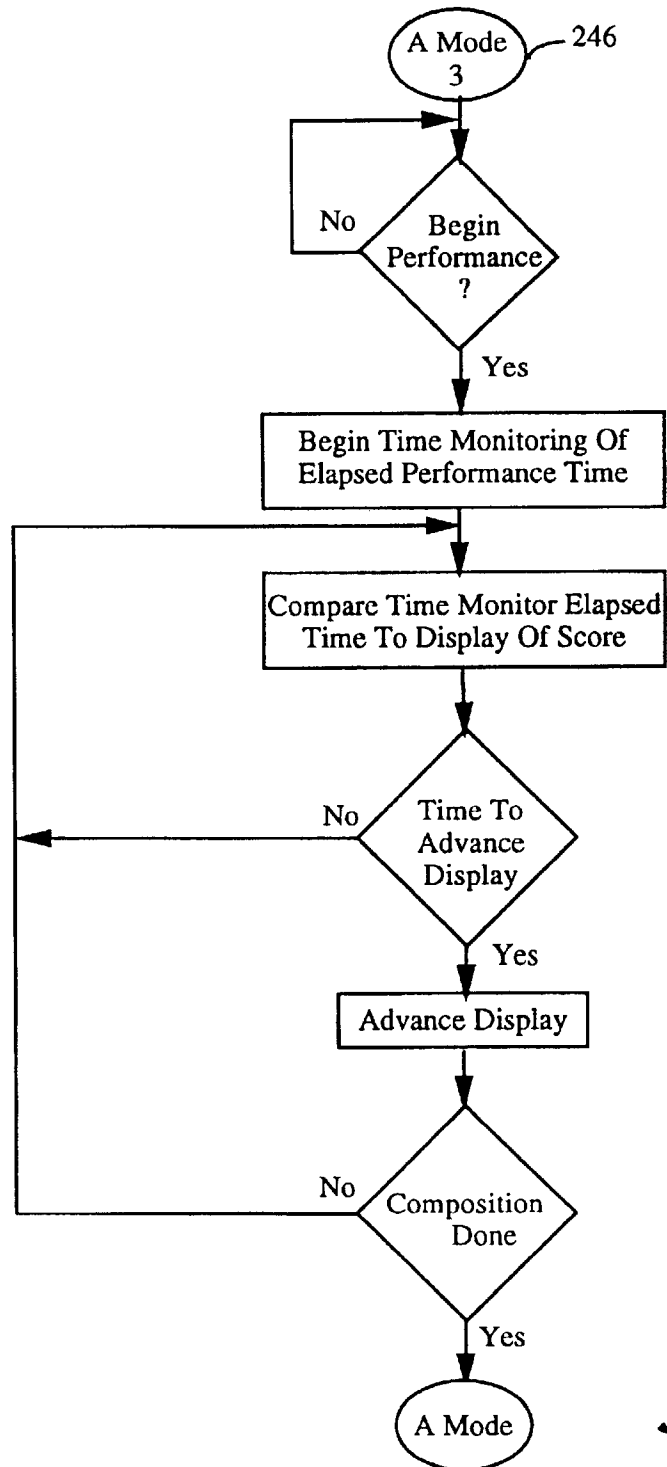 A Mode
3
246
No
Begin
Performance
?
Yes
Begin Time Monitoring Of
Elapsed Performance Time
Compare Time Monitor Elapsed
Time To Display Of Score
No
Time To
Advance
Display
Yes
Advance Display
No
Composition
Done
Yes
A Mode